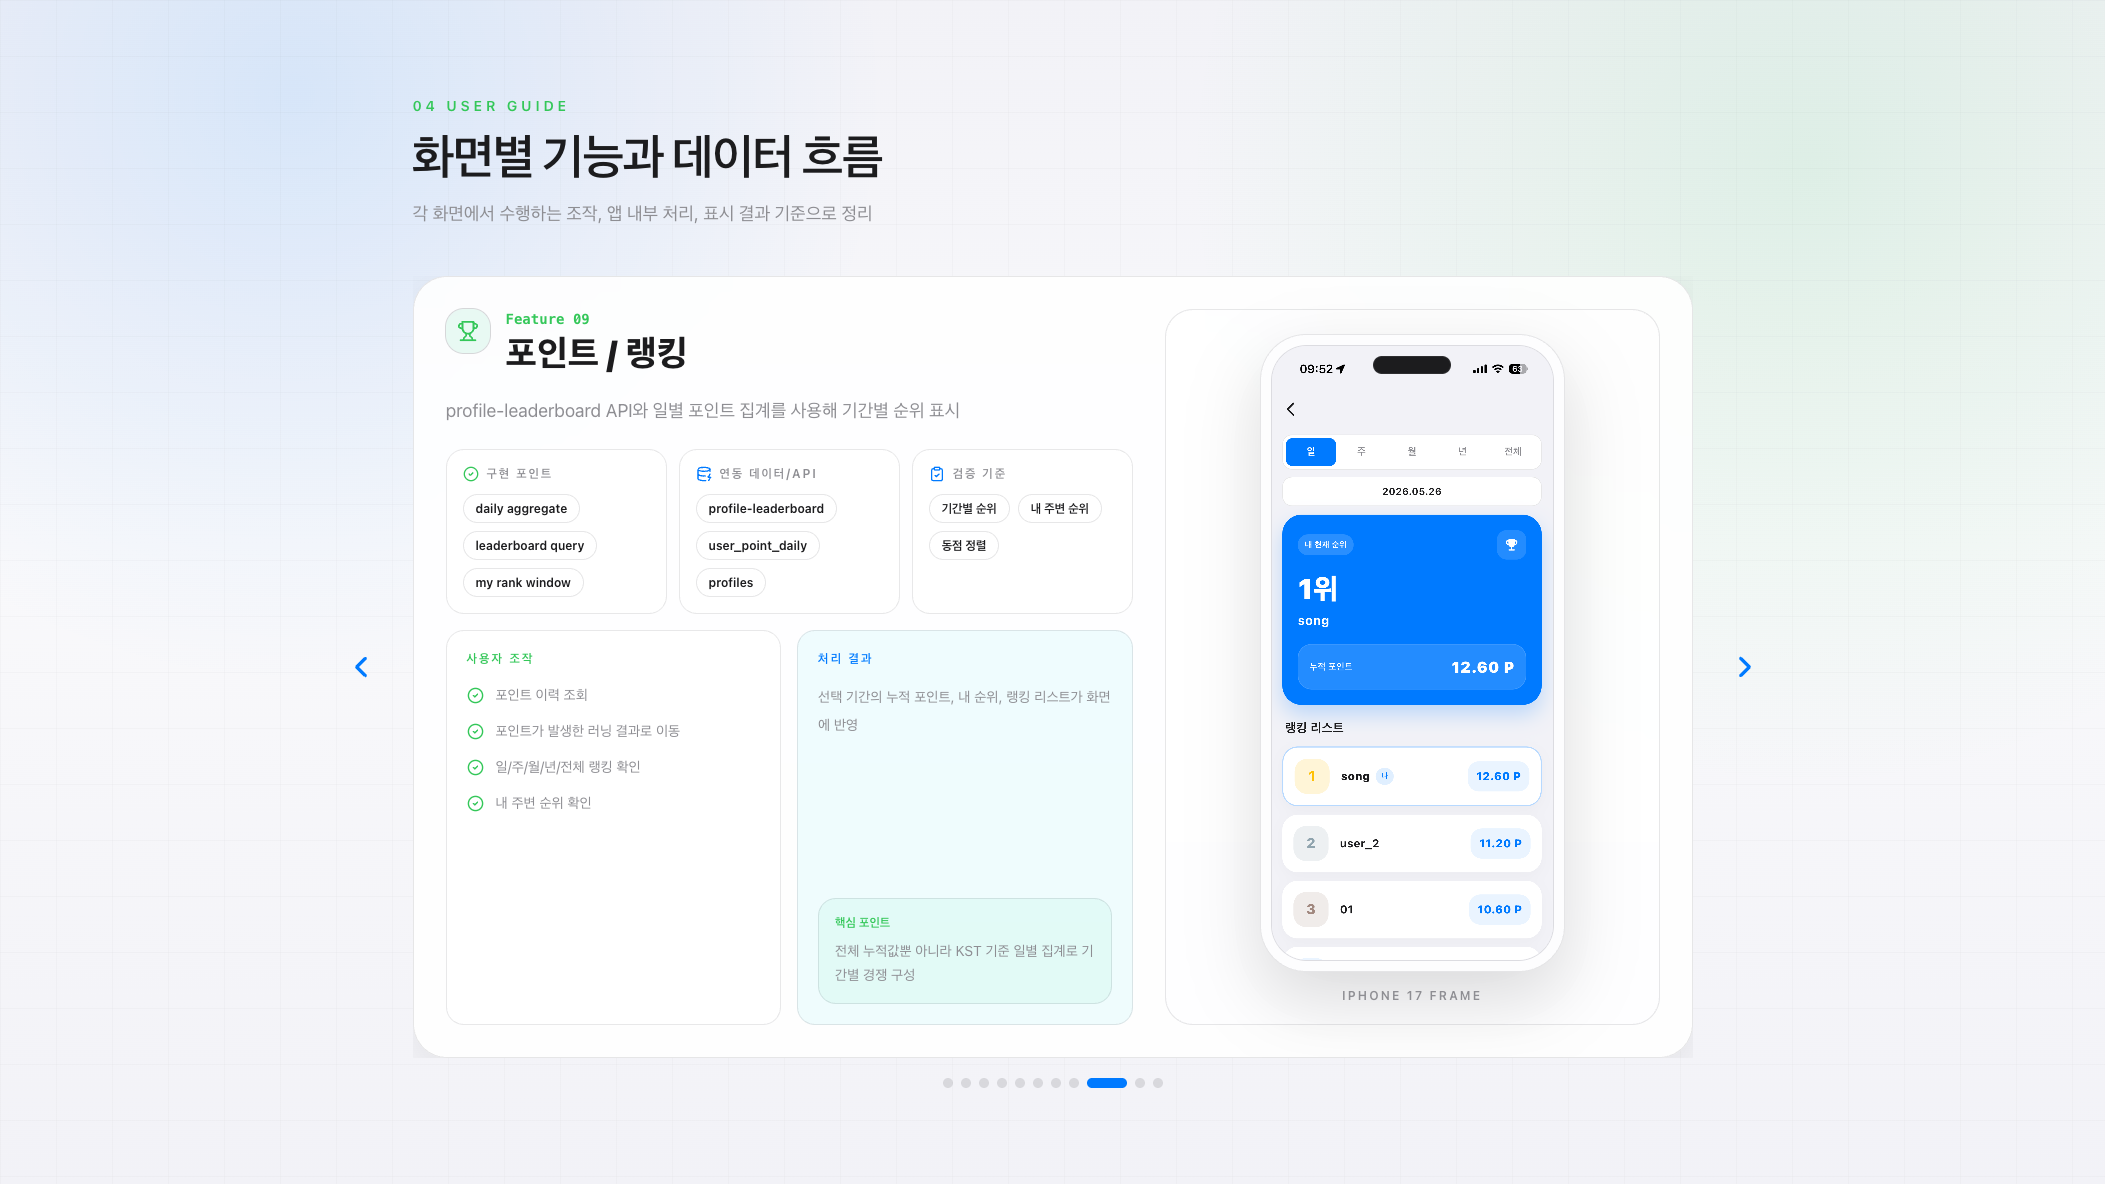 04 USER GUIDE
화면별 기능과 데이터 흐름
각 화면에서 수행하는 조작, 앱 내부 처리, 표시 결과 기준으로 정리
Feature 09
포인트 / 랭킹
profile-leaderboard API와 일별 포인트 집계를 사용해 기간별 순위 표시
구현 포인트
daily aggregate
leaderboard query
my rank window
연동 데이터/API
profile-leaderboard
user_point_daily
profiles
검증 기준
기간별 순위 내 주변 순위
동점 정렬
사용자 조작
포인트 이력 조회
포인트가 발생한 러닝 결과로 이동
일/주/월/년/전체 랭킹 확인
내 주변 순위 확인
처리 결과
선택 기간의 누적 포인트, 내 순위, 랭킹 리스트가 화면
에 반영
핵심 포인트
전체 누적값뿐 아니라 KST 기준 일별 집계로 기
간별 경쟁 구성
09:52 63
일 주 월 년 전체
2026.05.26
내 현재 순위
1위
song
누적 포인트 12.60 P
랭킹 리스트
1 song 나 12.60 P
2 user_2 11.20 P
3 01 10.60 P
IPHONE 17 FRAME